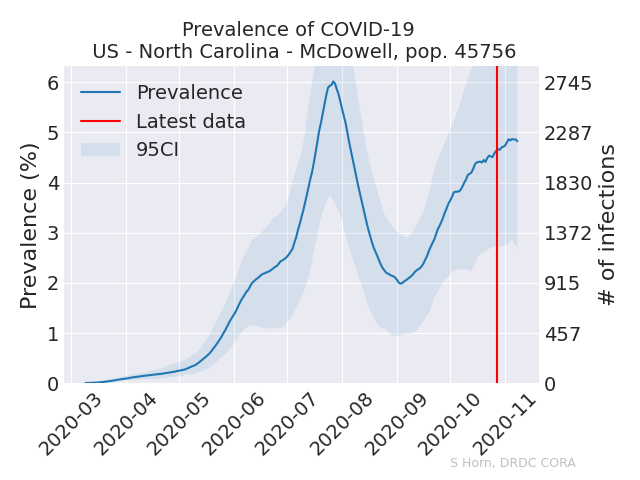 Prevalence of COVID-19
US - North Carolina - McDowell, pop. 45756
Prevalence
Latest data
95CI
Prevalence (%)
6
5
4
3
2
1
0
2745
2287
1830
1372
915
457
0
# of infections
2020-03
2020-04
2020-05
2020-06
2020-07
2020-08
2020-09
2020-10
2020-11
S Horn, DRDC CORA